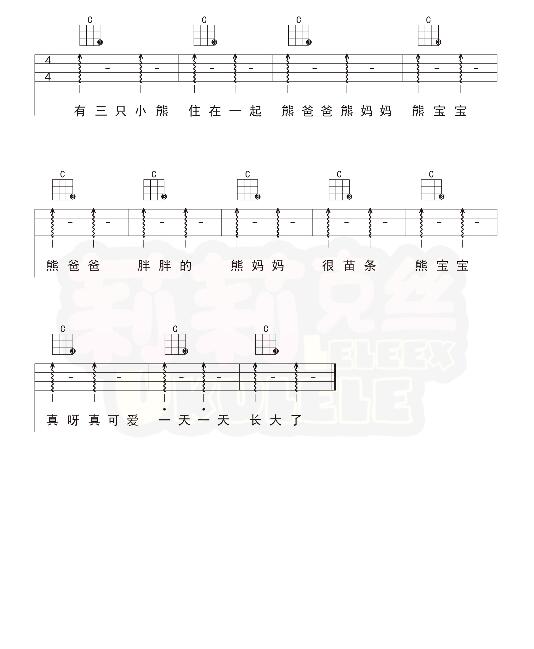 C C C C
4
4
有三只小熊 住在一起 熊爸爸熊妈妈 熊宝宝
C C C C C
熊爸爸 胖胖的 熊妈妈 很苗条 熊宝宝
C C C
真呀真可爱 一天一天 长大了
ELEEX
UKULELE